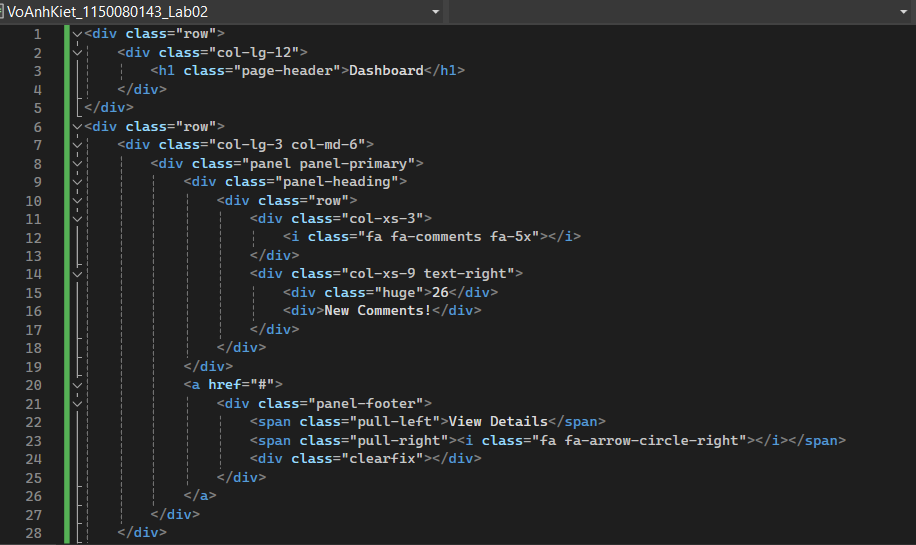 VoAnhKiet_1150080143_Lab02
1 <div class="row">
2 <div class="col-lg-12">
3 <h1 class="page-header">Dashboard</h1>
4 </div>
5 </div>
6 <div class="row">
7 <div class="col-lg-3 col-md-6">
8 <div class="panel panel-primary">
9 <div class="panel-heading">
10 <div class="row">
11 <div class="col-xs-3">
12 <i class="fa fa-comments fa-5x"></i>
13 </div>
14 <div class="col-xs-9 text-right">
15 <div class="huge">26</div>
16 <div>New Comments!</div>
17 </div>
18 </div>
19 </div>
20 <a href="#">
21 <div class="panel-footer">
22 <span class="pull-left">View Details</span>
23 <span class="pull-right"><i class="fa fa-arrow-circle-right"></i></span>
24 <div class="clearfix"></div>
25 </div>
26 </a>
27 </div>
28 </div>